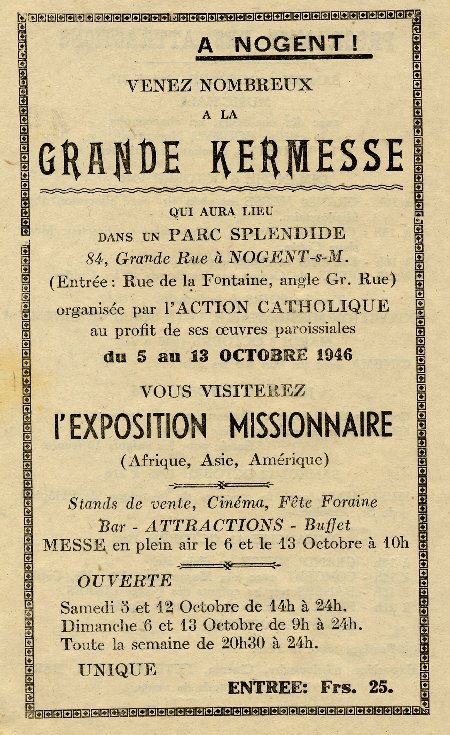 A NOGENT !
VENEZ NOMBREUX
A LA
GRANDE KERMESSE
QUI AURA LIEU
DANS UN PARC SPLENDIDE
84, Grande Rue à NOGENT-s-M.
(Entrée : Rue de la Fontaine, angle Gr. Rue)
organisée par l'ACTION CATHOLIQUE
au profit de ses œuvres paroissiales
du 5 au 13 OCTOBRE 1946
VOUS VISITEREZ
l'EXPOSITION MISSIONNAIRE
(Afrique, Asie, Amérique)
Stands de vente, Cinéma, Fête Foraine
Bar - ATTRACTIONS - Buffet
MESSE en plein air le 6 et le 13 Octobre à 10h
OUVERTE
Samedi 5 et 12 Octobre de 14h à 24h.
Dimanche 6 et 13 Octobre de 9h à 24h.
Toute la semaine de 20h30 à 24h.
UNIQUE
ENTREE: Frs. 25.